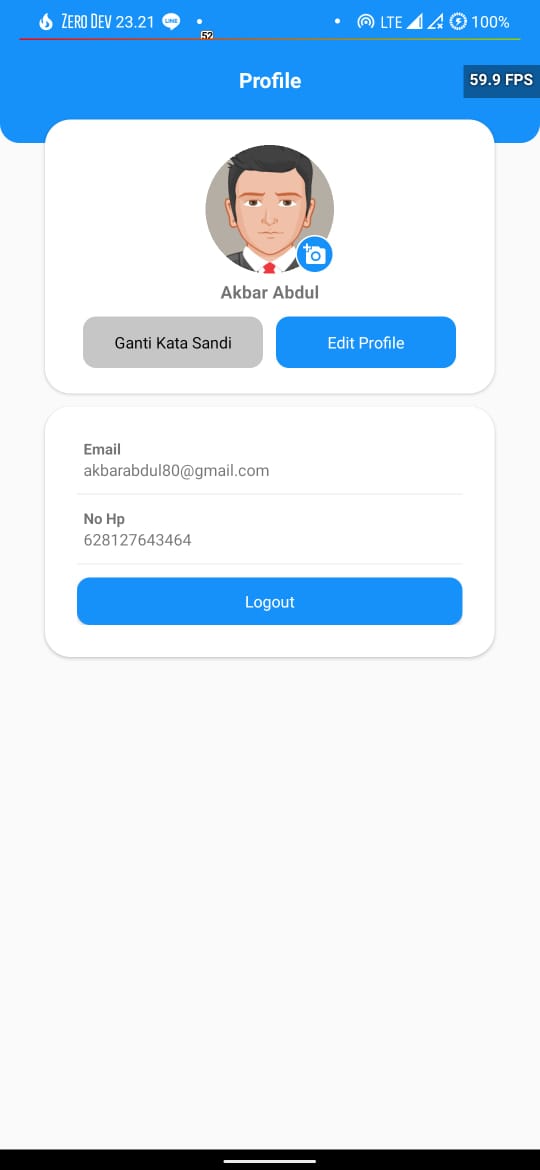 Zero Dev 23.21 LINE LTE 100%
52
Profile
59.9 FPS
Akbar Abdul
Ganti Kata Sandi
Edit Profile
Email
akbarabdul80@gmail.com
No Hp
628127643464
Logout